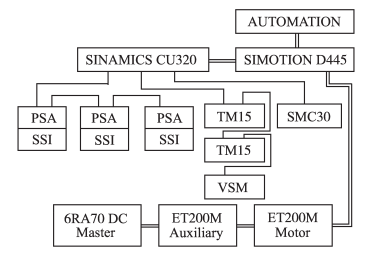 AUTOMATION
SINAMICS CU320
SIMOTION D445
PSA
SSI
PSA
SSI
PSA
SSI
TM15
SMC30
TM15
VSM
6RA70 DC
Master
ET200M
Auxiliary
ET200M
Motor